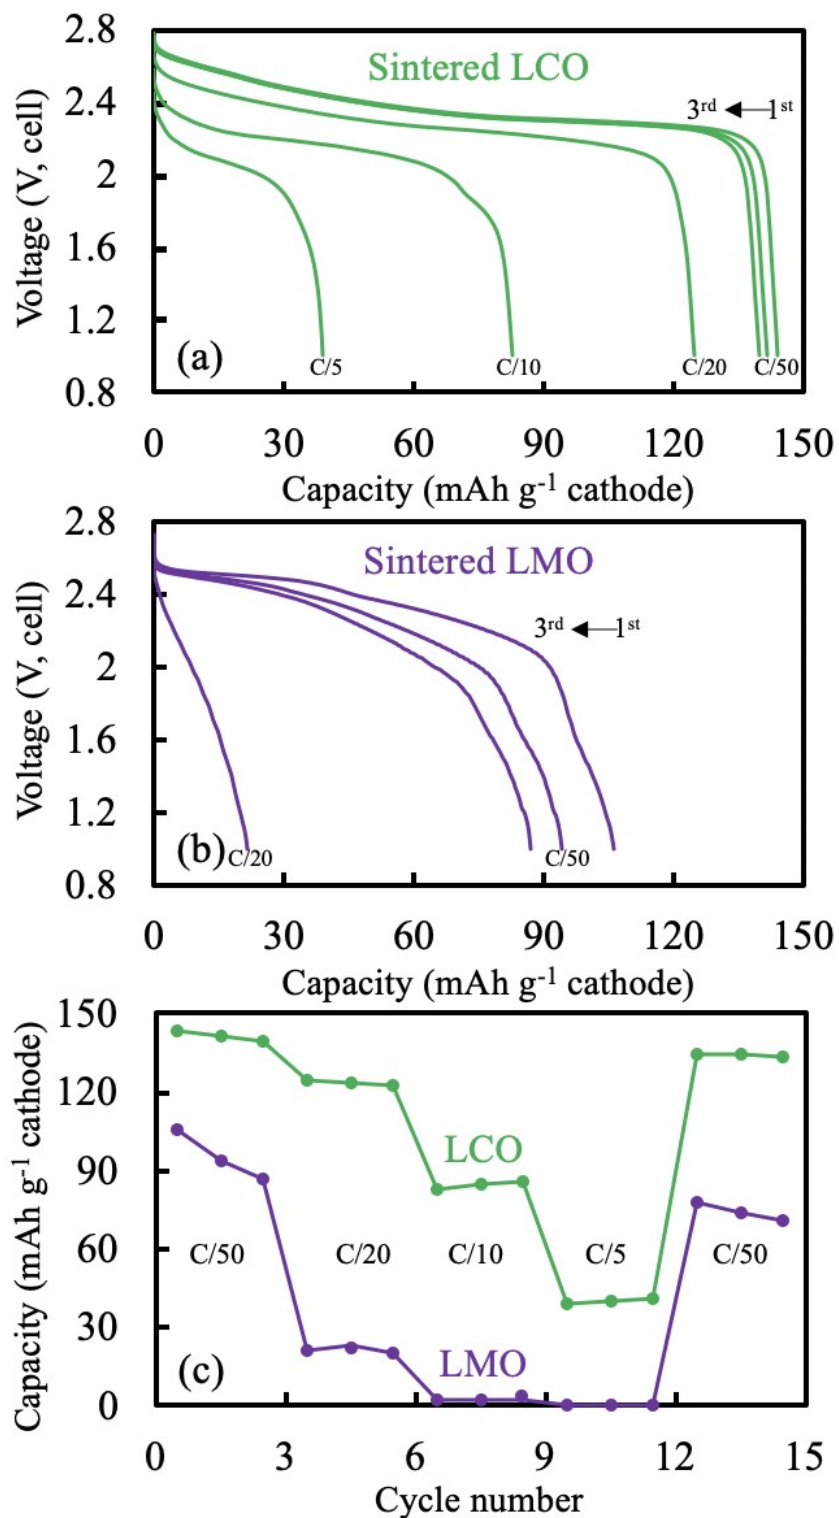 2.8
Sintered LCO
2.4
3rd 1st
2
1.6
1.2
(a)
C/5 C/10 C/20 C/50
0.8
Voltage (V, cell)
0 30 60 90 120 150
Capacity (mAh g-1 cathode)
2.8
Sintered LMO
2.4
3rd 1st
2
1.6
1.2
(b)
C/20 C/50
0.8
Voltage (V, cell)
0 30 60 90 120 150
Capacity (mAh g-1 cathode)
150
120
LCO
90
60
C/50 C/20 C/10 C/5 C/50
30
(c)
LMO
0
Capacity (mAh g-1 cathode)
0 3 6 9 12 15
Cycle number